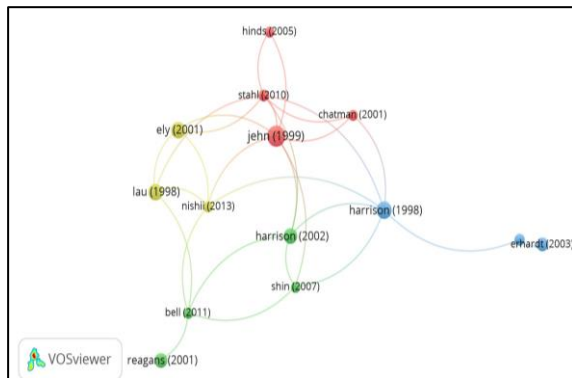 hinds (2005)
stahl (2010)
chatman (2001)
ely (2001)
jehn (1999)
lau (1998)
nishii (2013)
harrison (1998)
harrison (2002)
erhardt (2003)
shin (2007)
bell (2011)
VOSviewer
reagans (2001)